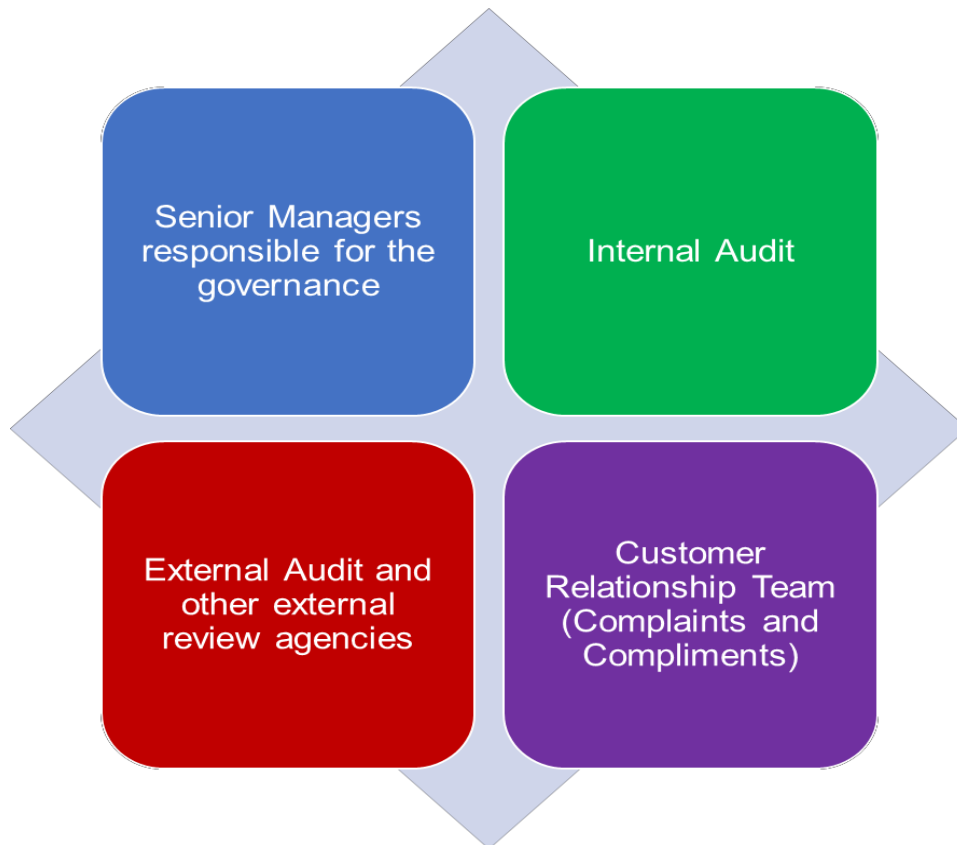 Senior Managers
responsible for the
governance
Internal Audit
External Audit and
other external
review agencies
Customer
Relationship Team
(Complaints and
Compliments)